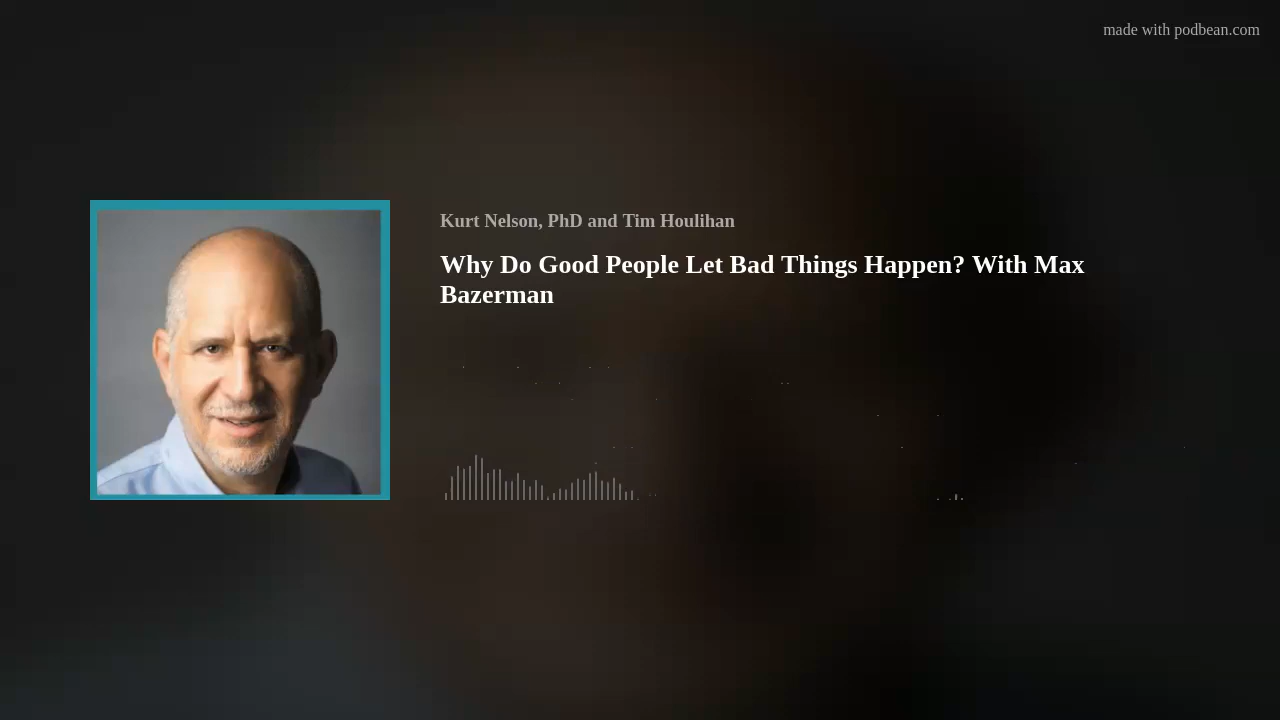 made with podbean.com
Kurt Nelson, PhD and Tim Houlihan
Why Do Good People Let Bad Things Happen? With Max
Bazerman